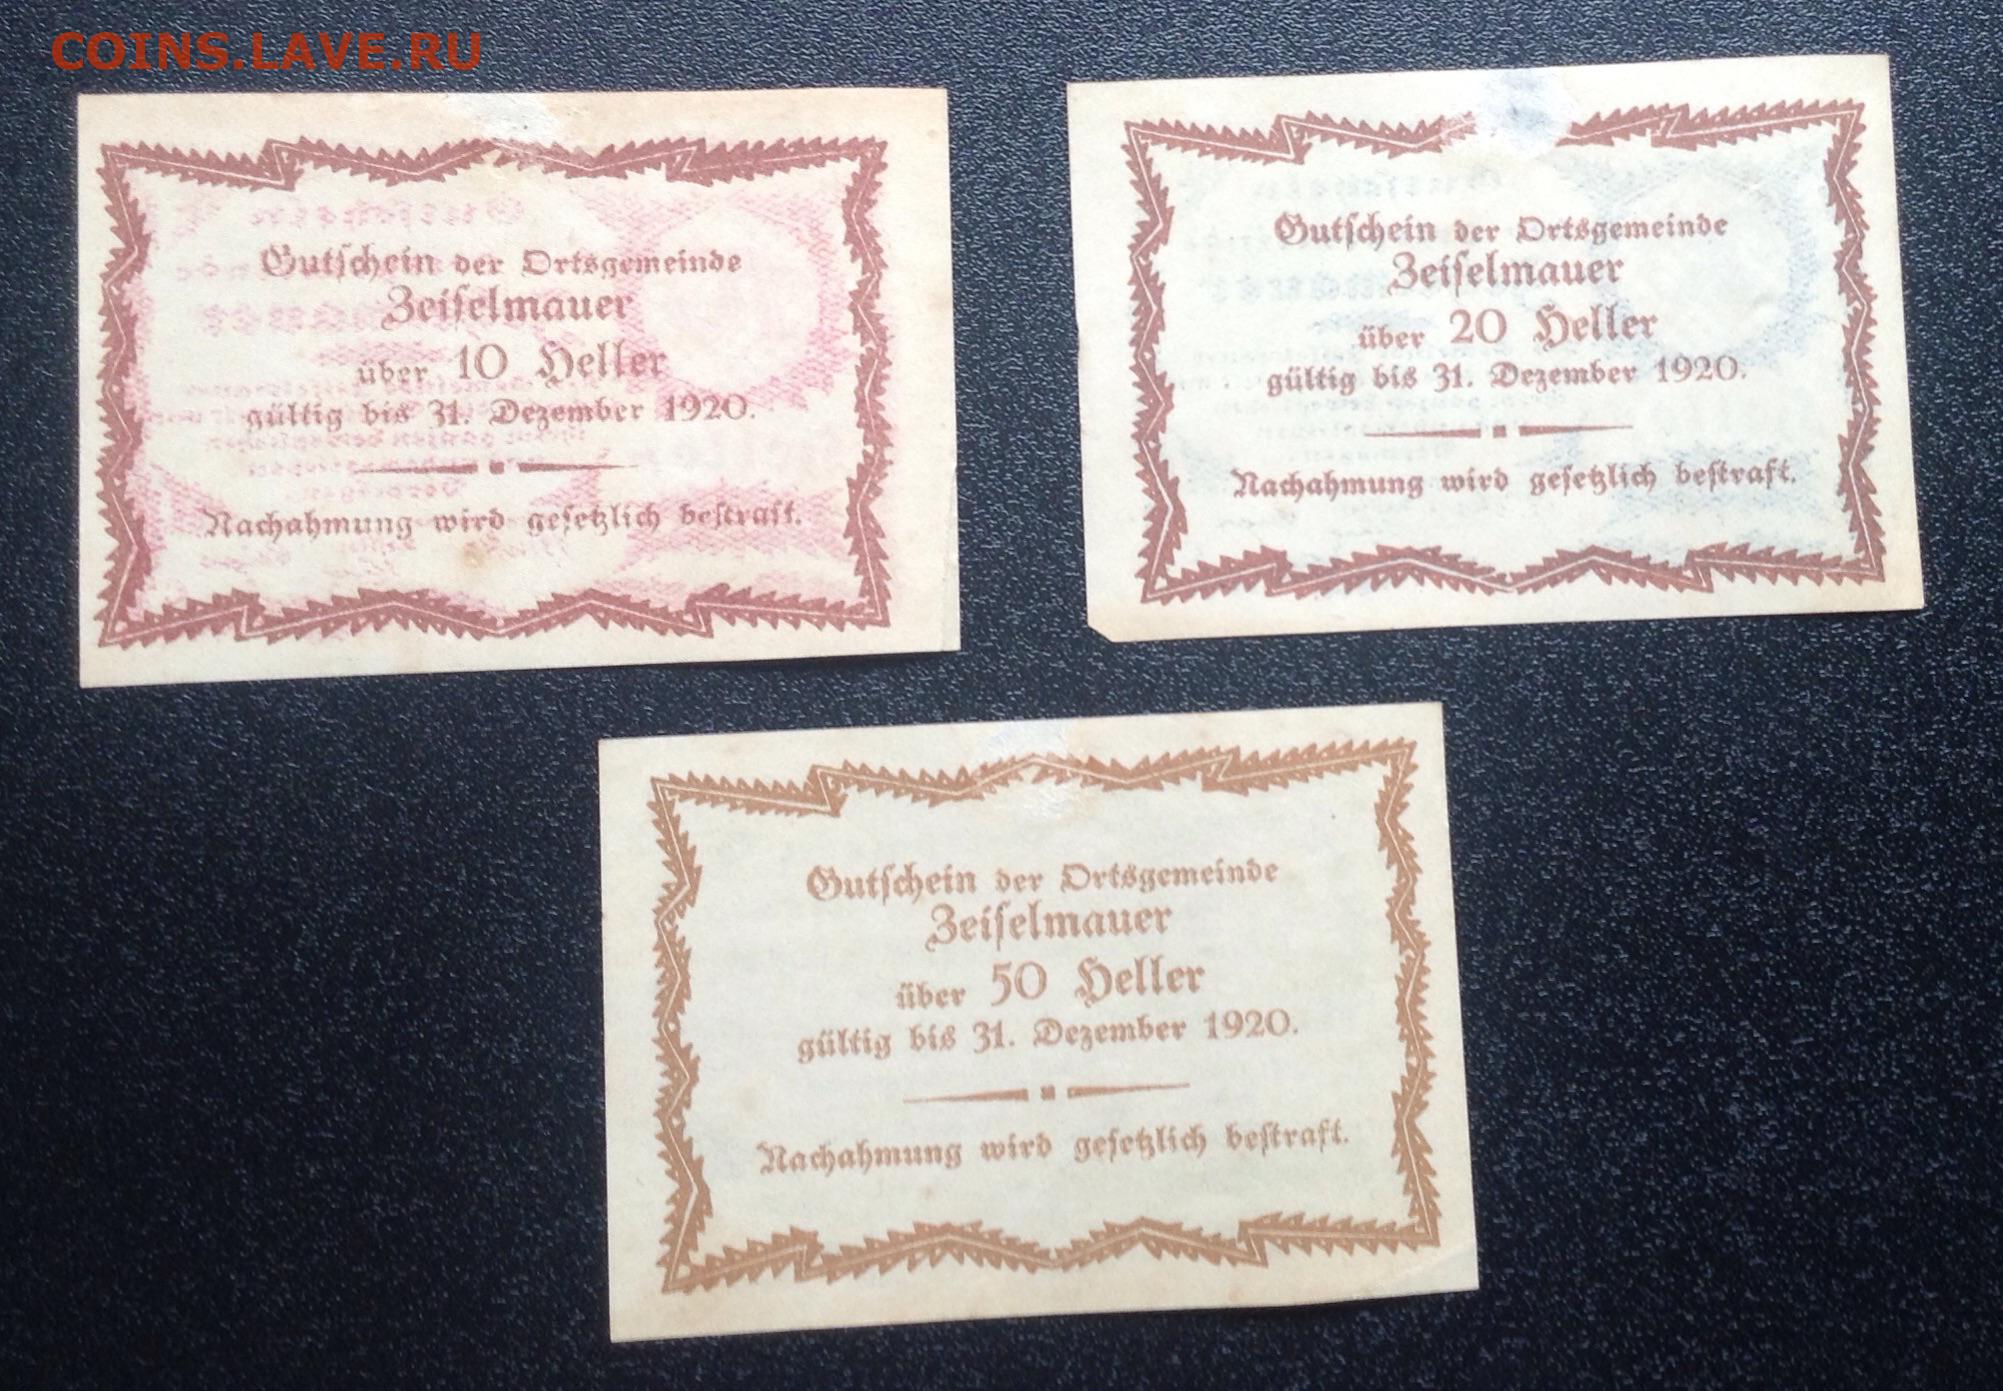 COINS.LAVE.RU
Gutschein der Ortsgemeinde
Zeiselmauer
über 10 Heller
gültig bis 31. Dezember 1920.
Nachahmung wird gesetzlich bestraft.
Gutschein der Ortsgemeinde
Zeiselmauer
über 20 Heller
gültig bis 31. Dezember 1920.
Nachahmung wird gesetzlich bestraft.
Gutschein der Ortsgemeinde
Zeiselmauer
über 50 Heller
gültig bis 31. Dezember 1920.
Nachahmung wird gesetzlich bestraft.